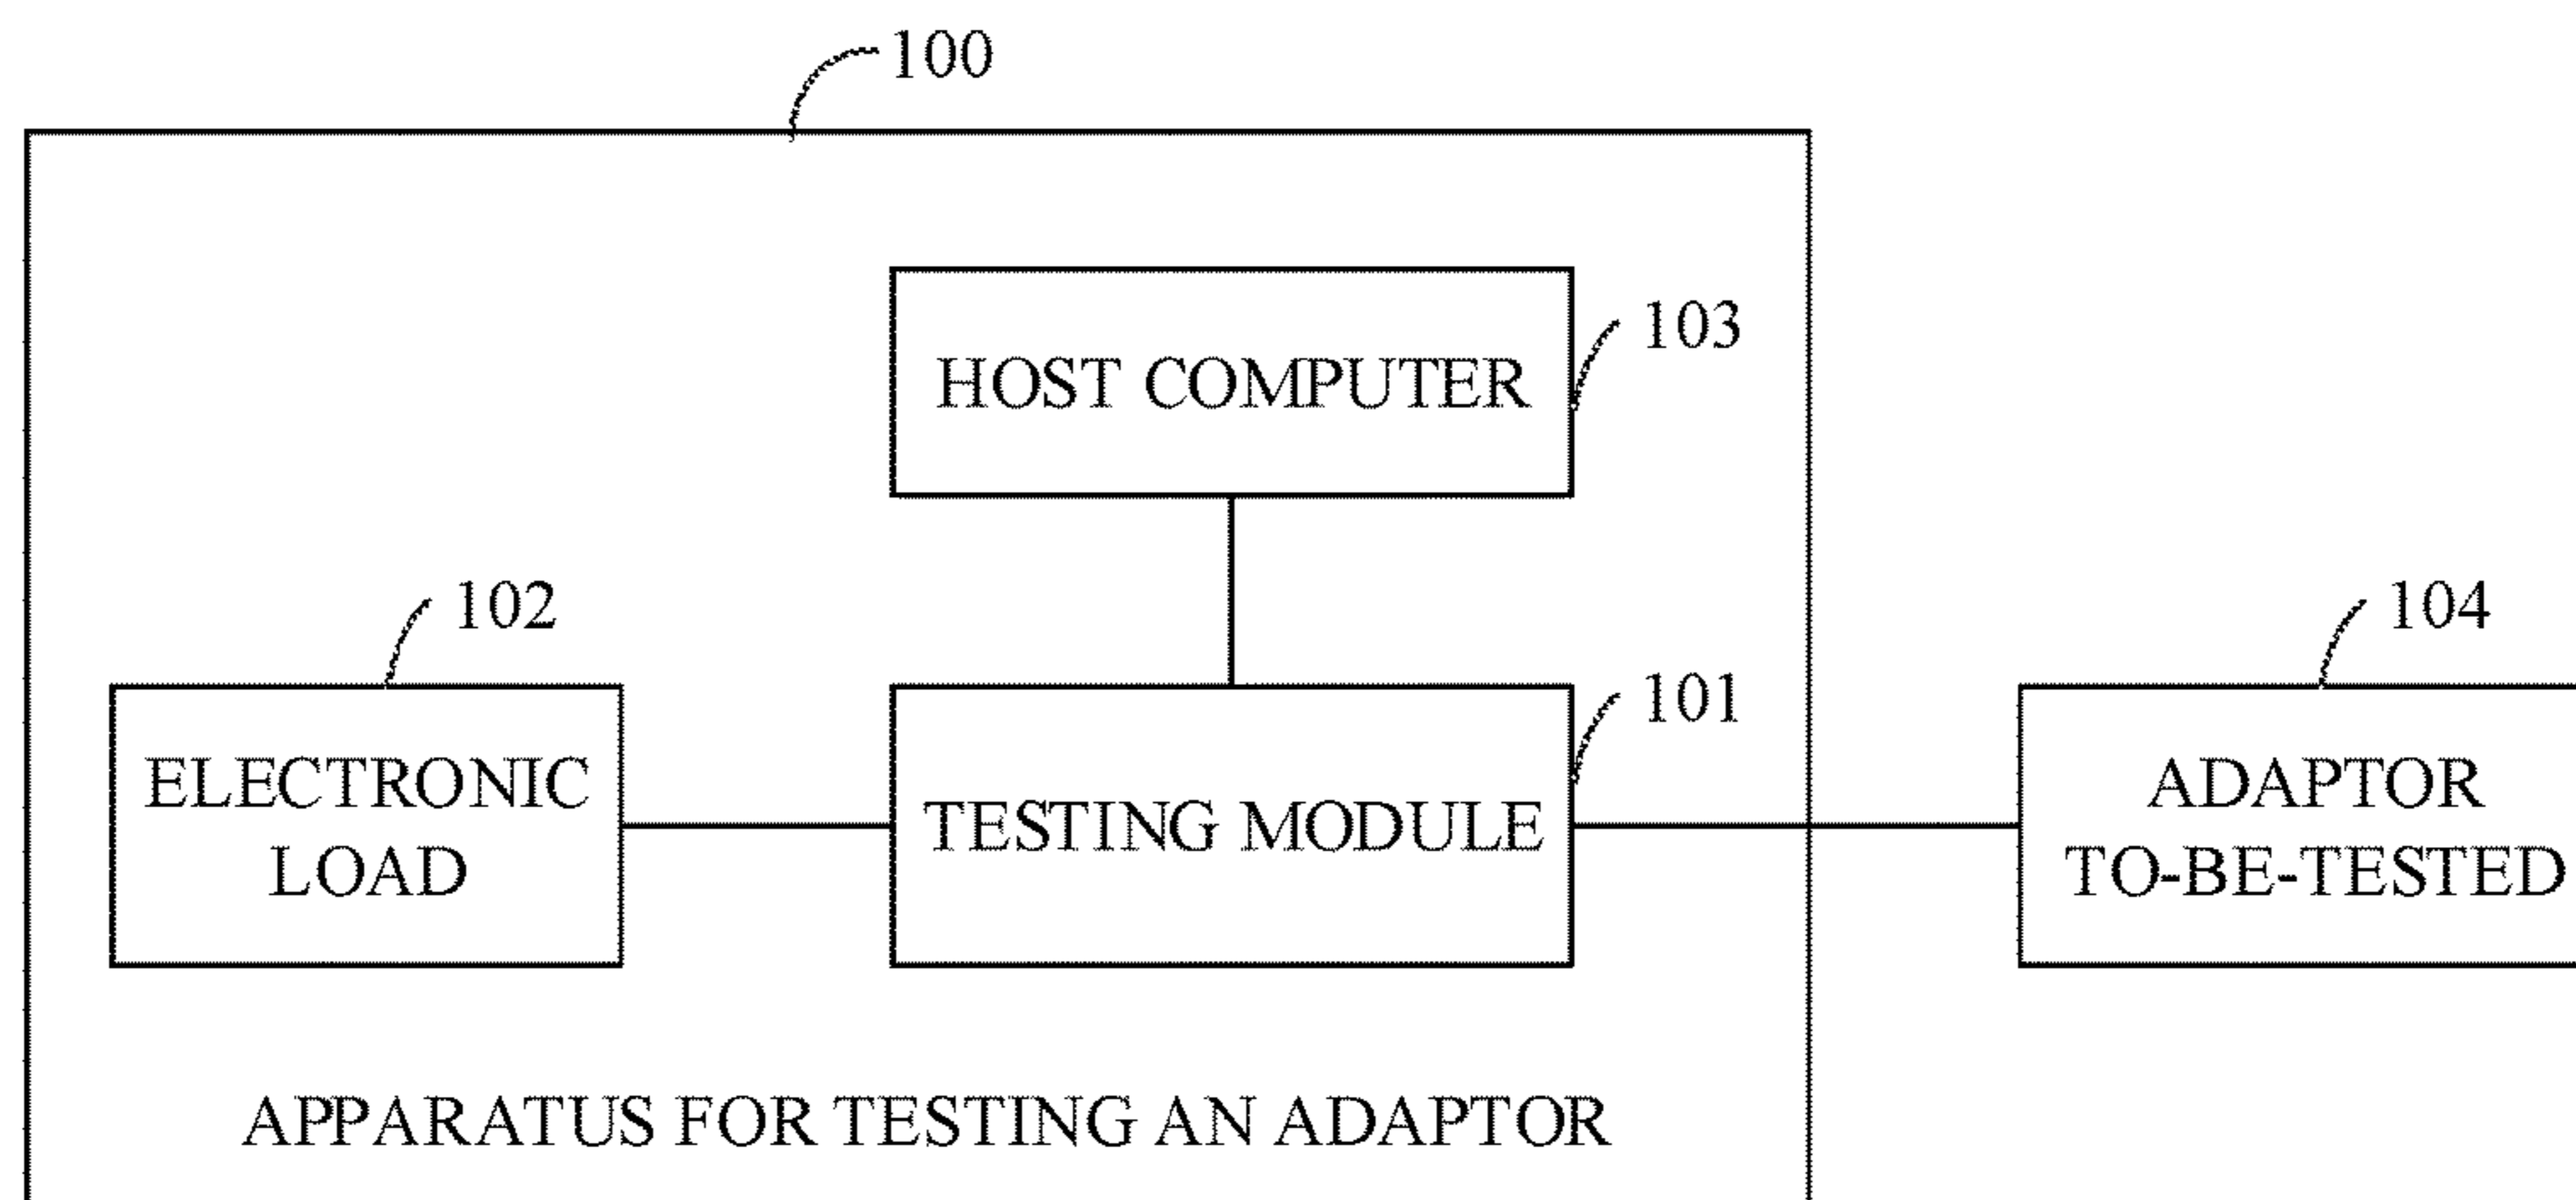 100
HOST COMPUTER
103
102
104
101
ELECTRONIC
LOAD
TESTING MODULE
ADAPTOR
TO-BE-TESTED
APPARATUS FOR TESTING AN ADAPTOR